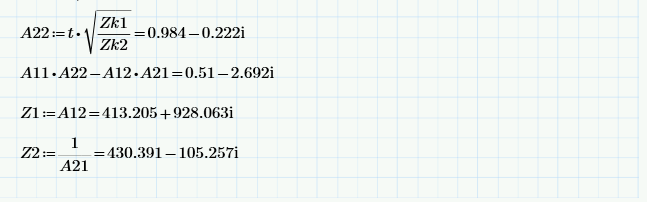 A22:=t•√(Zk1/Zk2)=0.984−0.222i
A11•A22−A12•A21=0.51−2.692i
Z1:=A12=413.205+928.063i
Z2:=1/A21=430.391−105.257i